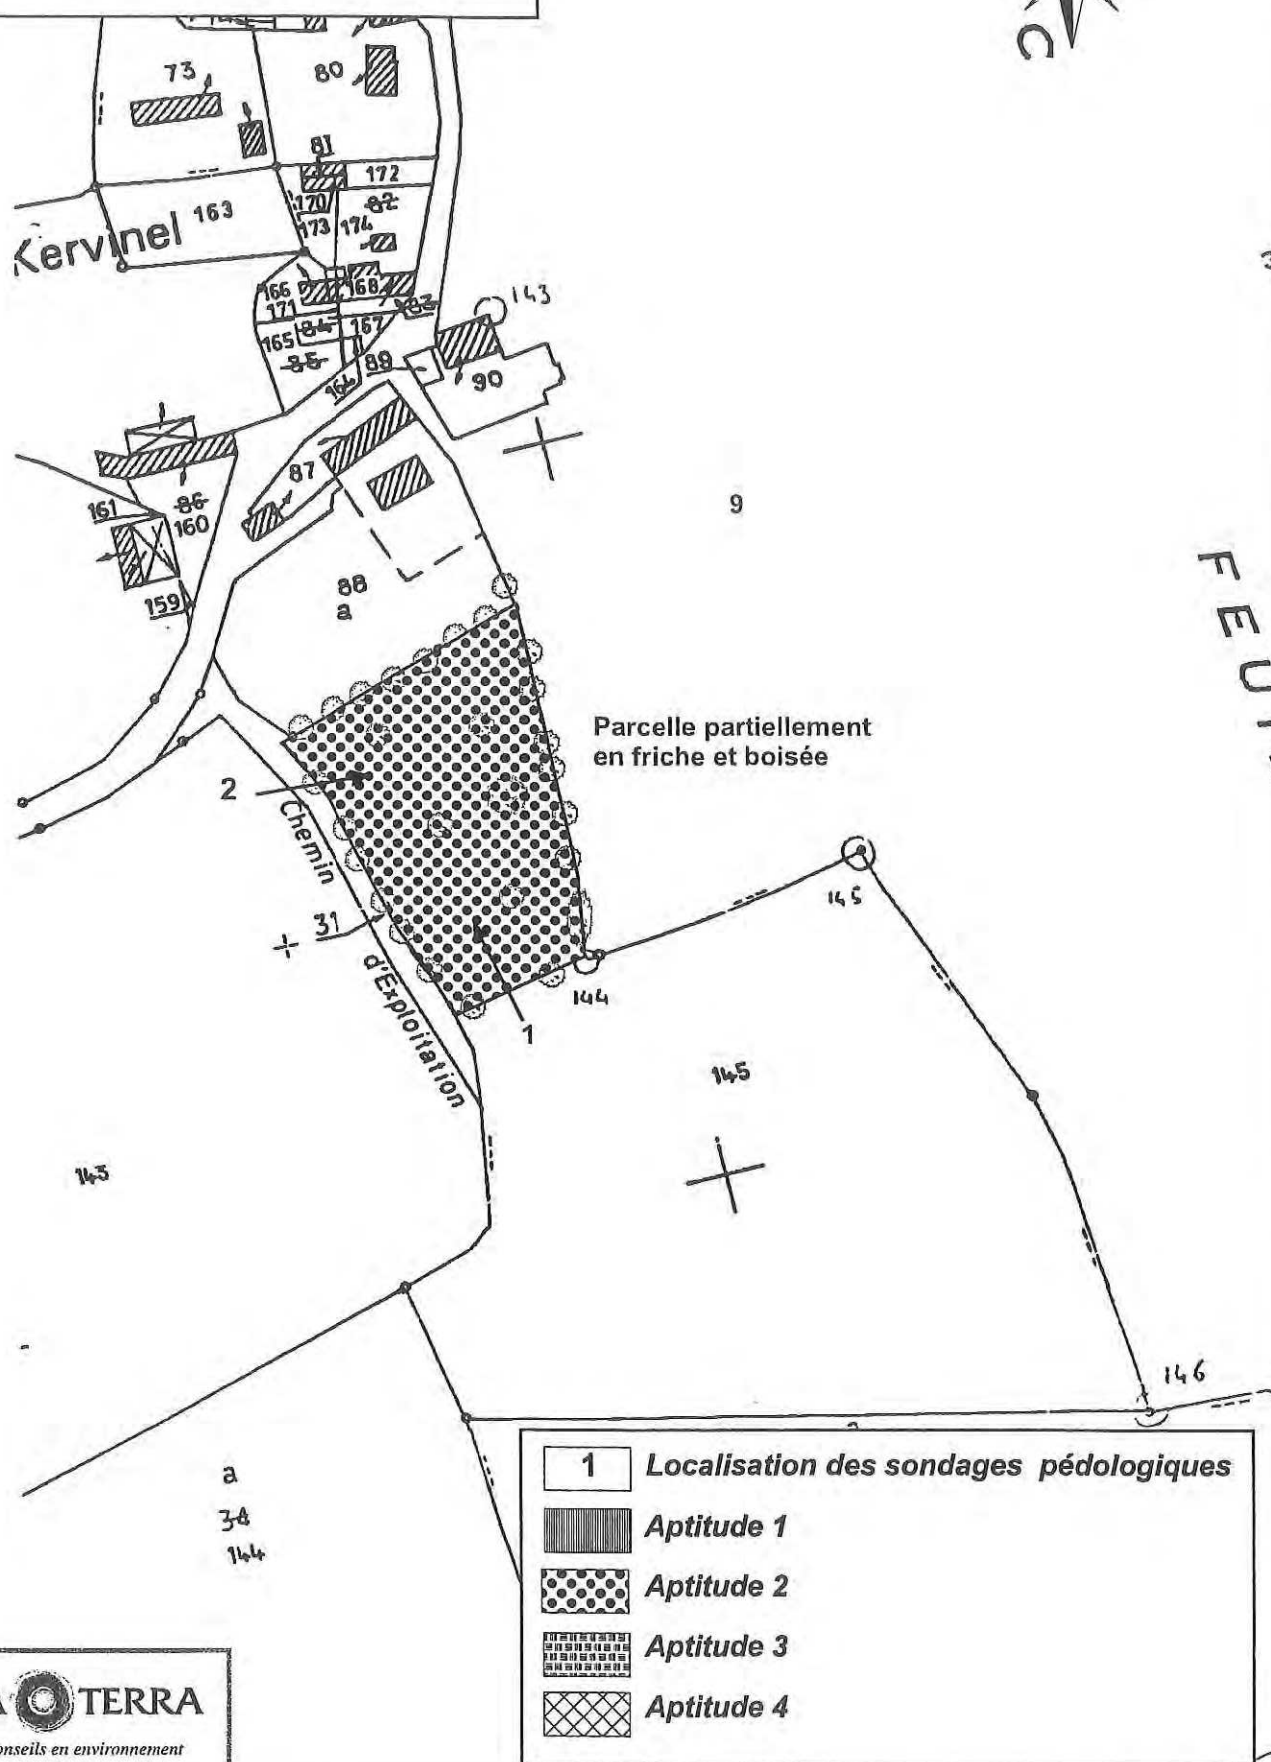 C
73
80
81
172
170
82
163
173
174
Kervinel
166
168
83
143
171
84
167
165
85
89
164
90
87
86
161
160
9
88
a
159
F
E
U
Parcelle partiellement
en friche et boisée
2
Chemin
145
31
d'Exploitation
144
1
145
143
146
a
34
144
1 Localisation des sondages pédologiques
Aptitude 1
Aptitude 2
Aptitude 3
Aptitude 4
TERRA
onseils en environnement